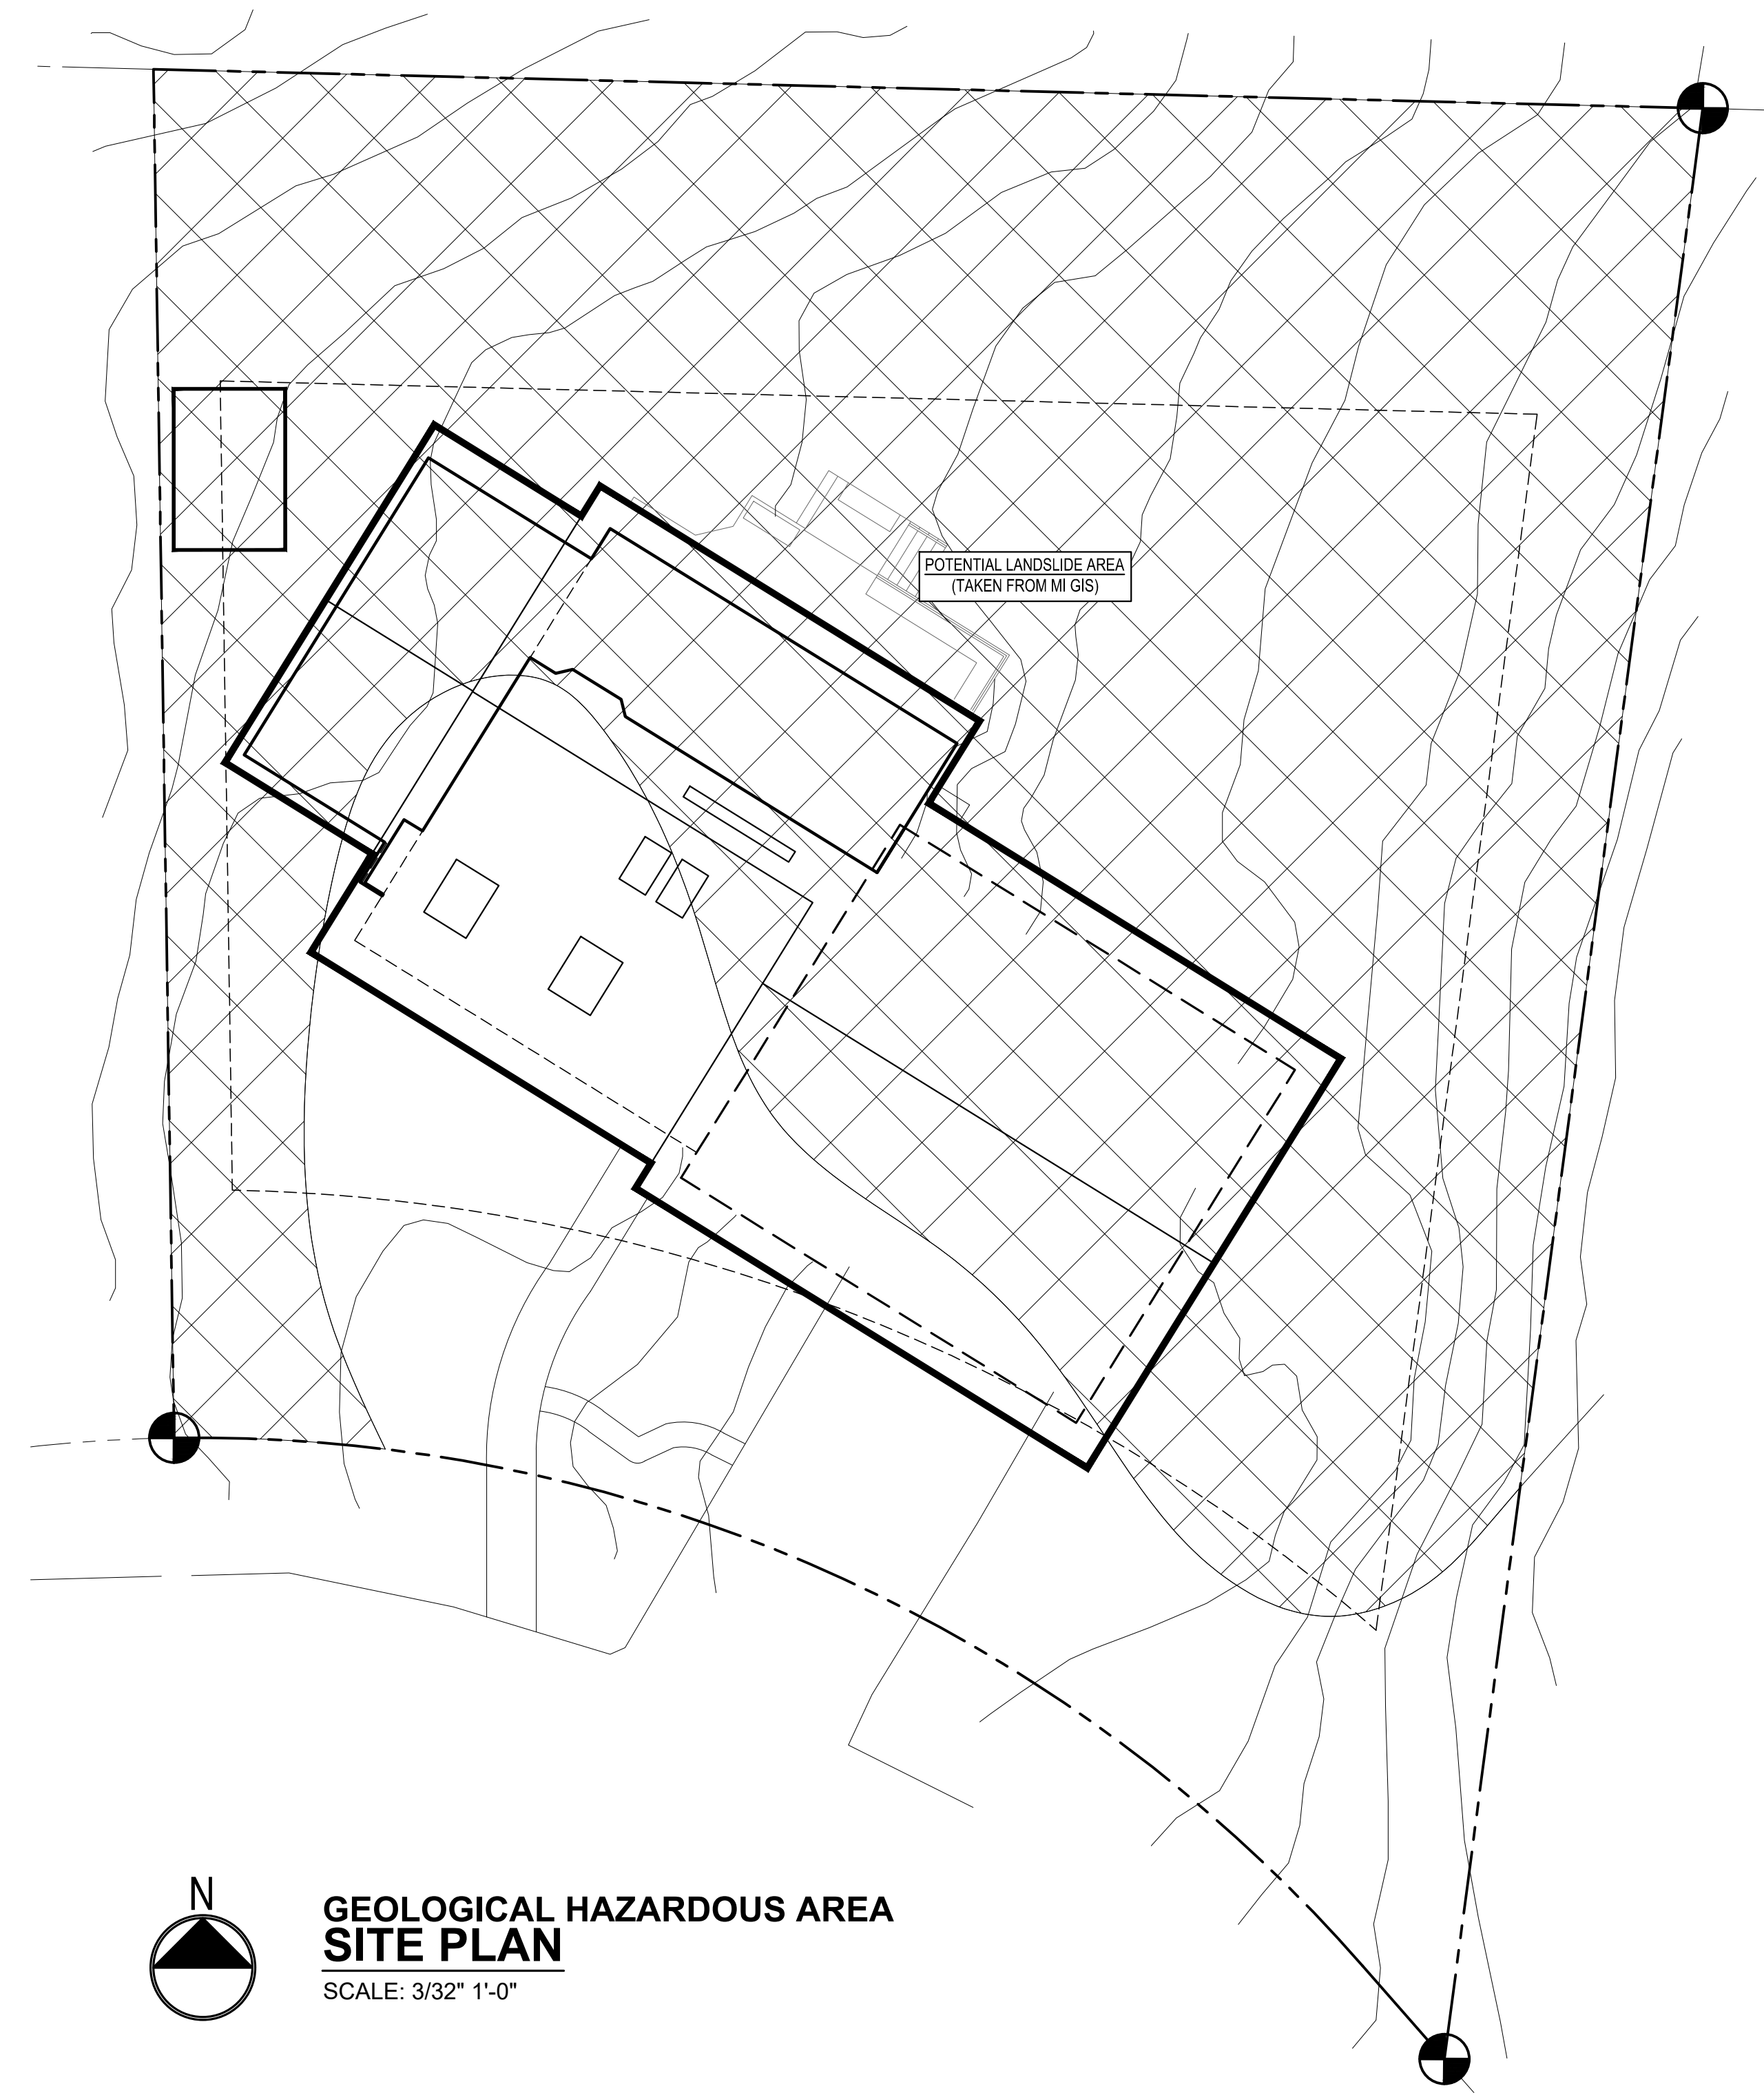 POTENTIAL LANDSLIDE AREA
(TAKEN FROM MI GIS)
N
GEOLOGICAL HAZARDOUS AREA
SITE PLAN
SCALE: 3/32" 1'-0"